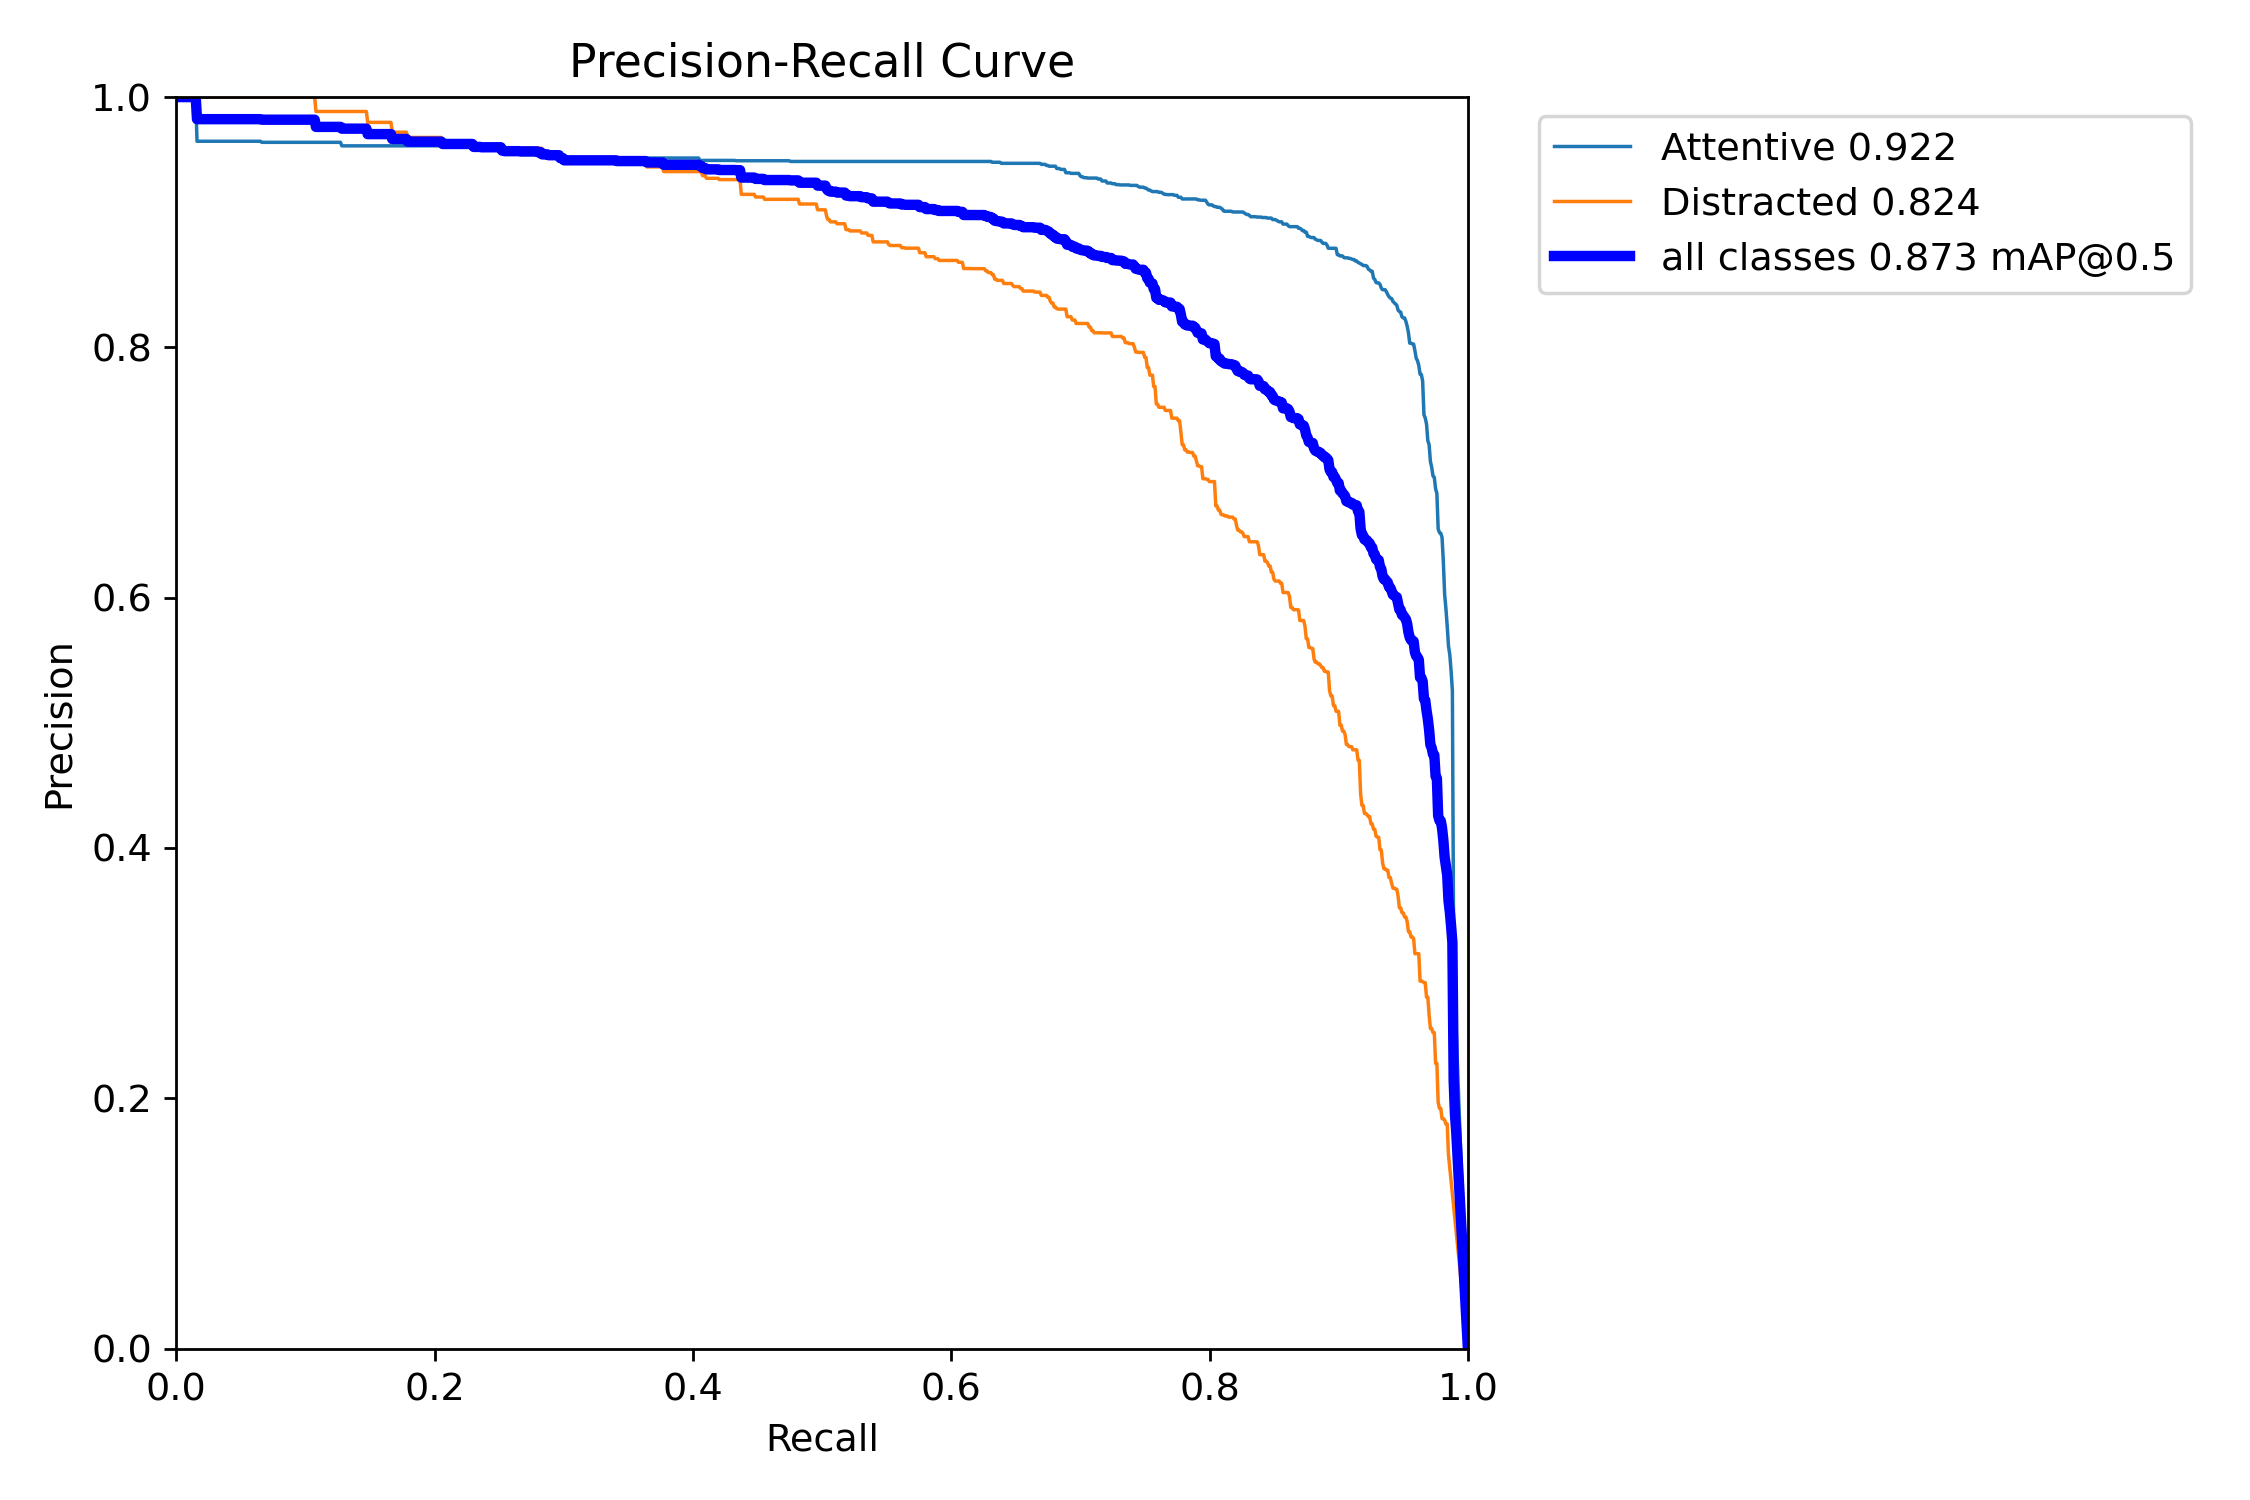 Precision-Recall Curve
1.0
0.8
0.6
0.4
0.2
0.0
Precision
0.0 0.2 0.4 0.6 0.8 1.0
Recall
Attentive 0.922
Distracted 0.824
all classes 0.873 mAP@0.5